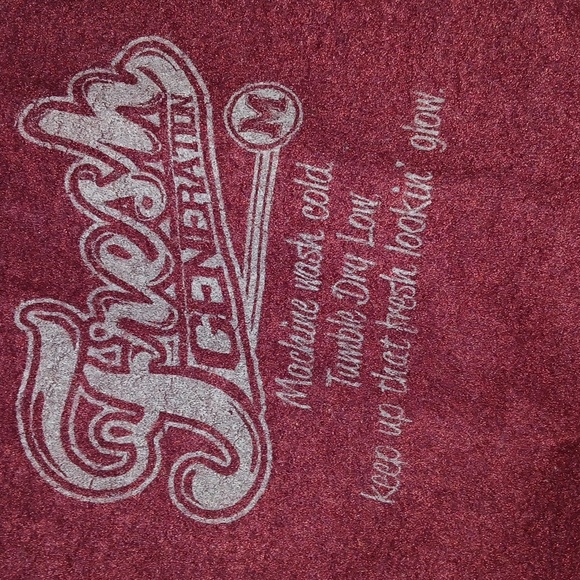 Fresh
GENERATION
M
Machine wash cold
Tumble Dry Low
keep up that fresh lookin' glow.